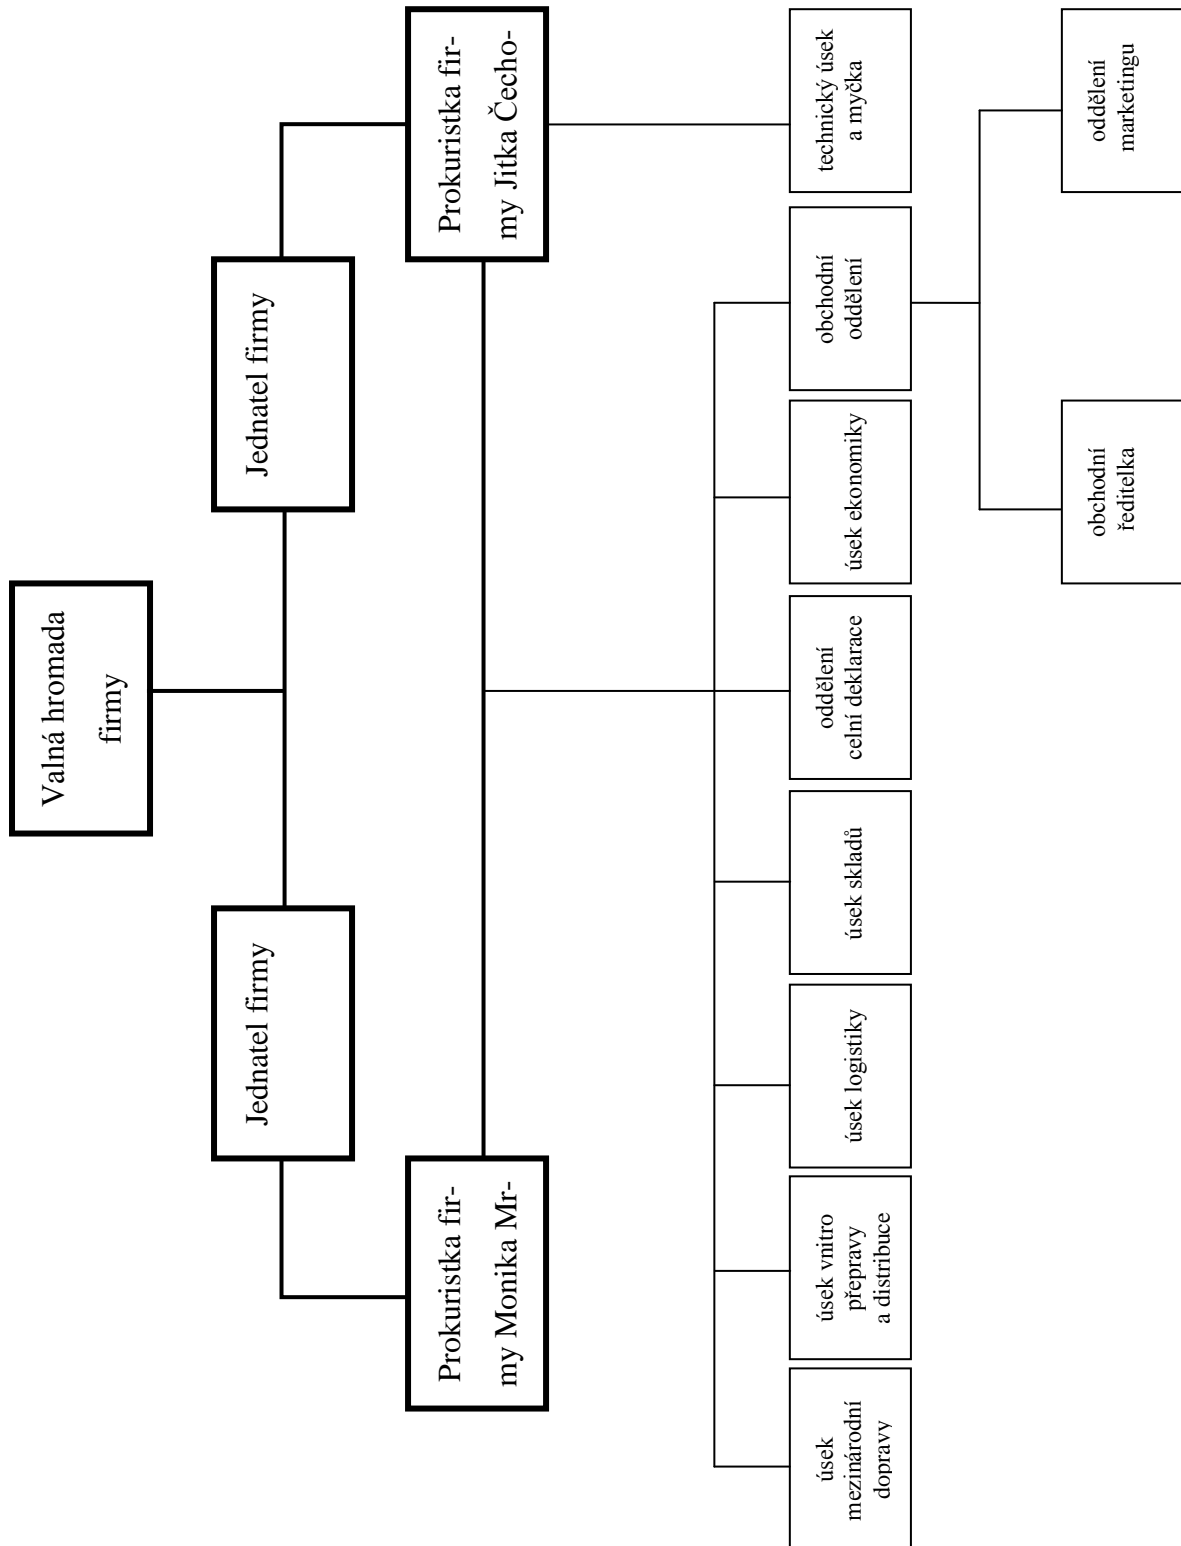 Valná hromada
firmy
Jednatel firmy
Jednatel firmy
Prokuristka fir-
my Monika Mr-
Prokuristka fir-
my Jitka Čecho-
úsek
mezinárodní
dopravy
úsek vnitro
přepravy
a distribuce
úsek logistiky
úsek skladů
oddělení
celní deklarace
úsek ekonomiky
obchodní
oddělení
technický úsek
a myčka
obchodní
ředitelka
oddělení
marketingu